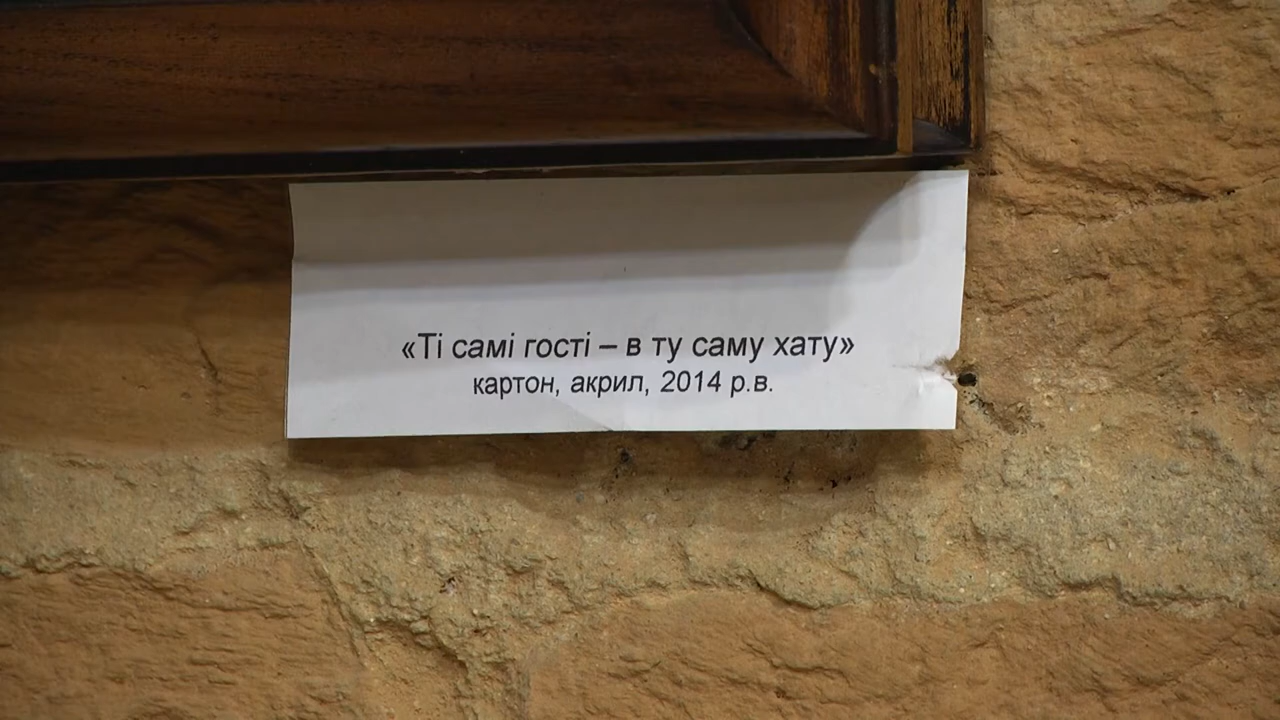 «Ті самі гості – в ту саму хату»
картон, акрил, 2014 р.в.